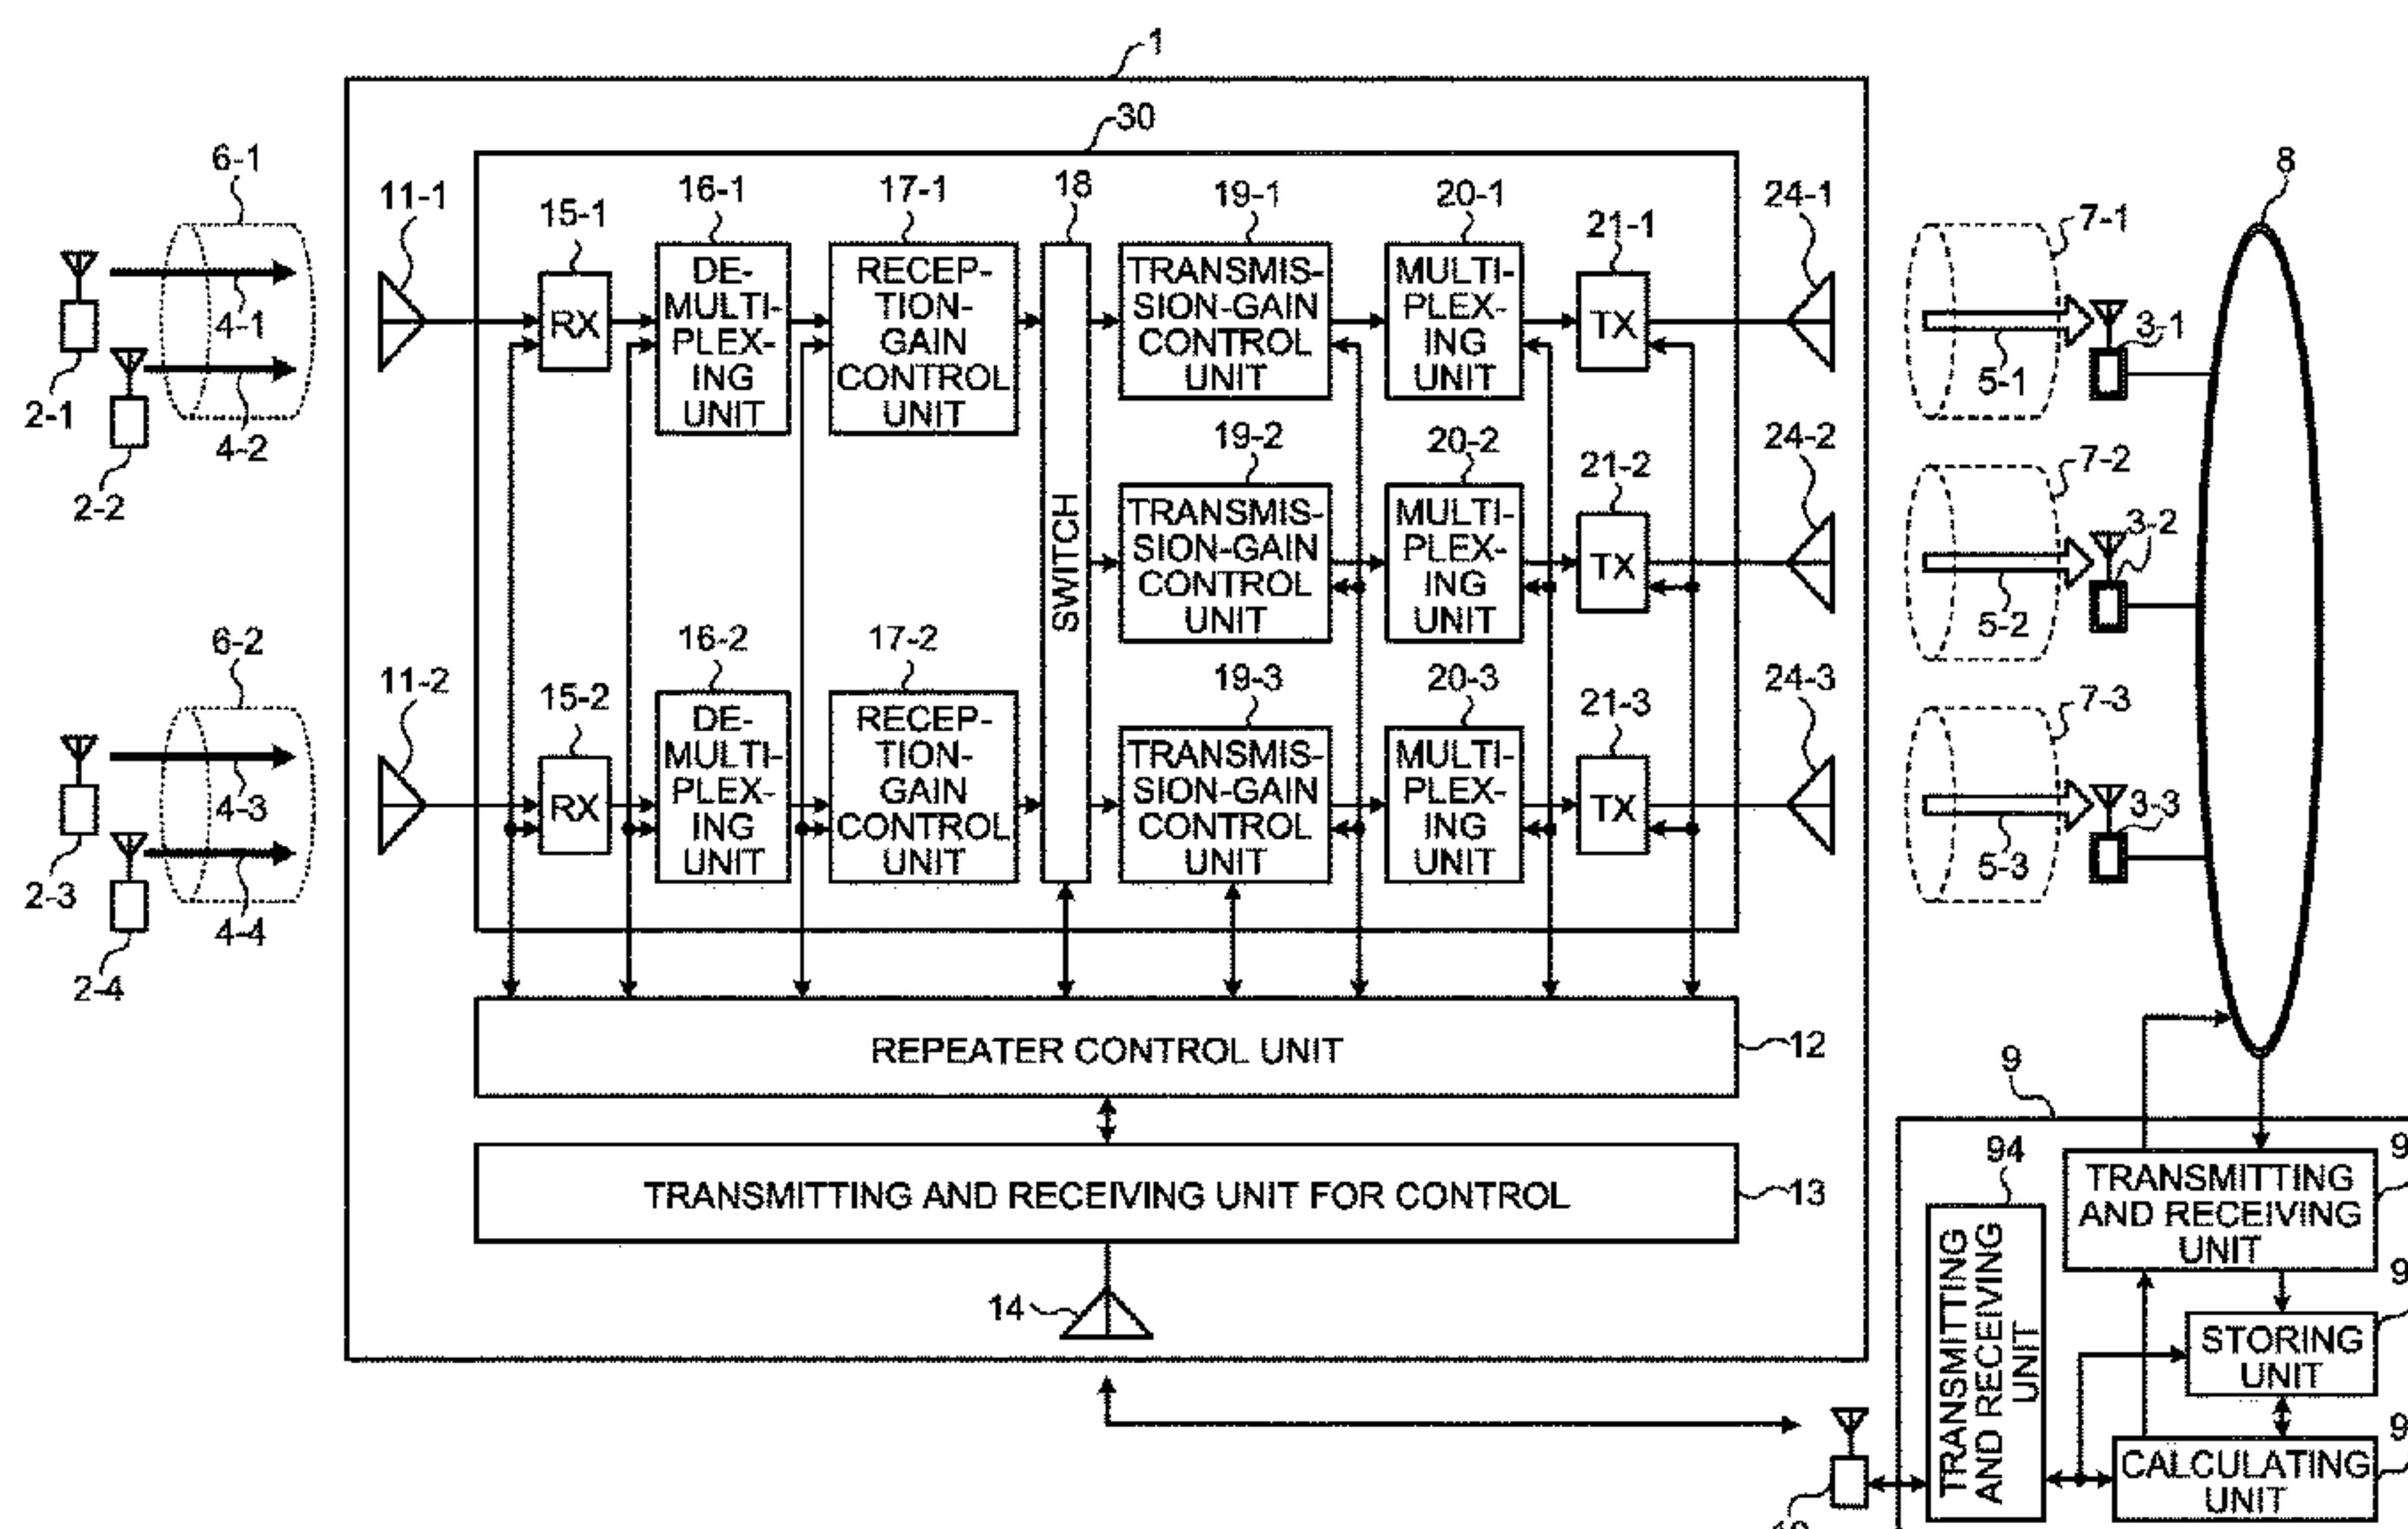 1
30
6-1
11-1
15-1
16-1
17-1
18
19-1
20-1
21-1
24-1
7-1
8
RX
DE-
MULTI-
PLEX-
ING
UNIT
RECEP-
TION-
GAIN
CONTROL
UNIT
SWITCH
TRANSMIS-
SION-GAIN
CONTROL
UNIT
MULTI-
PLEX-
ING
UNIT
TX
4-1
4-2
2-1
2-2
5-1
3-1
19-2
20-2
21-2
24-2
7-2
TRANSMIS-
SION-GAIN
CONTROL
UNIT
MULTI-
PLEX-
ING
UNIT
TX
5-2
3-2
6-2
11-2
15-2
16-2
17-2
19-3
20-3
21-3
24-3
7-3
RX
DE-
MULTI-
PLEX-
ING
UNIT
RECEP-
TION-
GAIN
CONTROL
UNIT
TRANSMIS-
SION-GAIN
CONTROL
UNIT
MULTI-
PLEX-
ING
UNIT
TX
4-3
4-4
2-3
2-4
5-3
3-3
REPEATER CONTROL UNIT
12
TRANSMITTING AND RECEIVING UNIT FOR CONTROL
13
14
9
94
TRANSMITTING
AND RECEIVING
UNIT
TRANSMITTING
AND RECEIVING
UNIT
STORING
UNIT
CALCULATING
UNIT